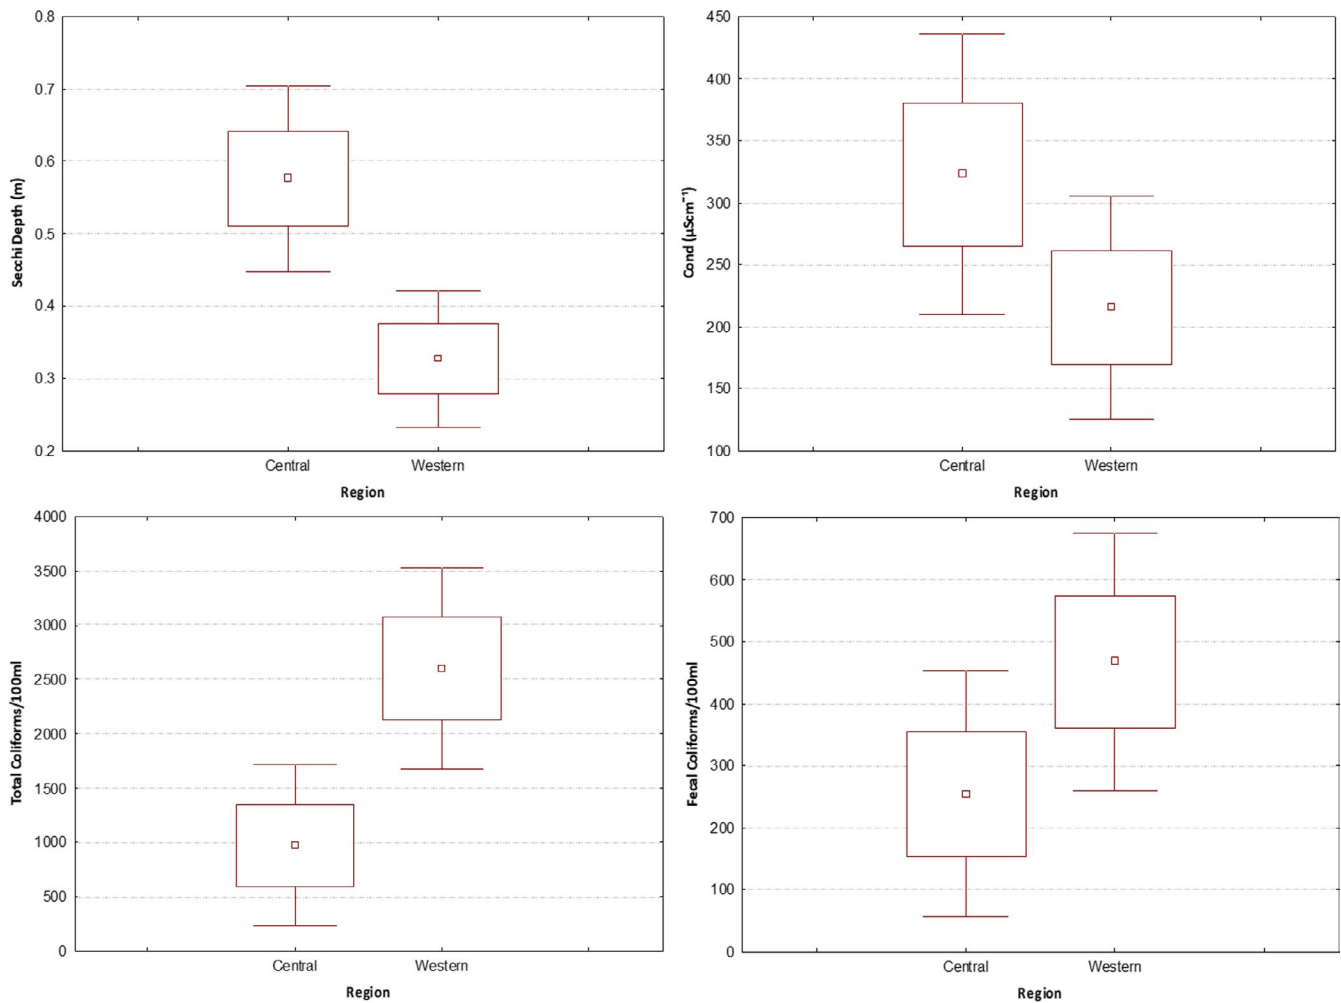 0.8
0.7
0.6
0.5
0.4
0.3
0.2
Secchi Depth (m)
Central Western
Region
450
400
350
300
250
200
150
100
Cond (µScm⁻¹)
Central Western
Region
4000
3500
3000
2500
2000
1500
1000
500
0
Total Coliforms/100ml
Central Western
Region
700
600
500
400
300
200
100
0
Fecal Coliforms/100ml
Central Western
Region